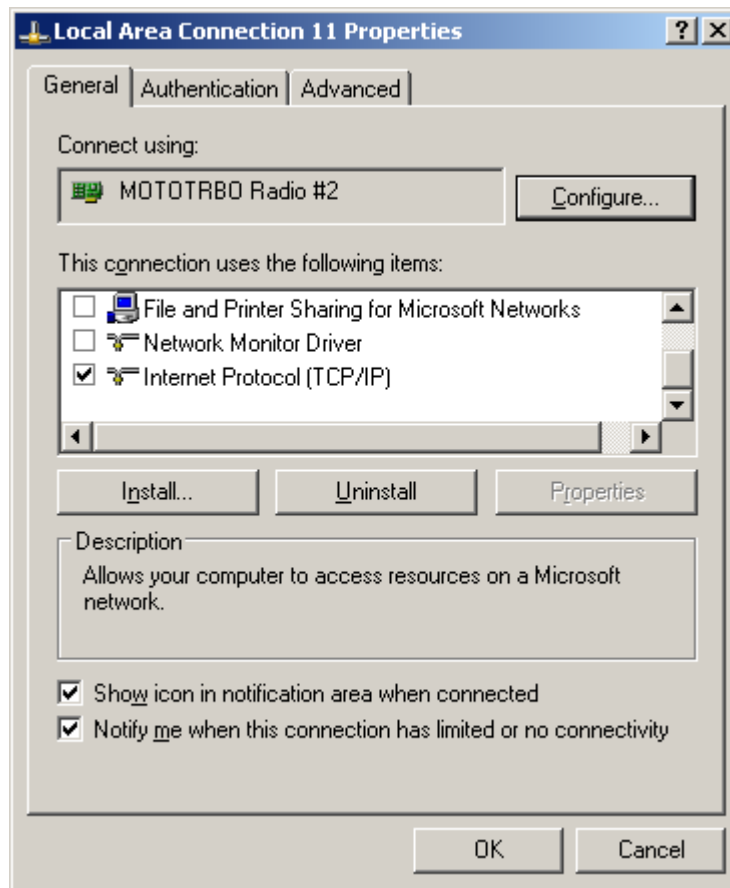 Local Area Connection 11 Properties
General Authentication Advanced
Connect using:
MOTOTRBO Radio #2
Configure...
This connection uses the following items:
File and Printer Sharing for Microsoft Networks
Network Monitor Driver
Internet Protocol (TCP/IP)
Install... Uninstall Properties
Description
Allows your computer to access resources on a Microsoft
network.
Show icon in notification area when connected
Notify me when this connection has limited or no connectivity
OK Cancel